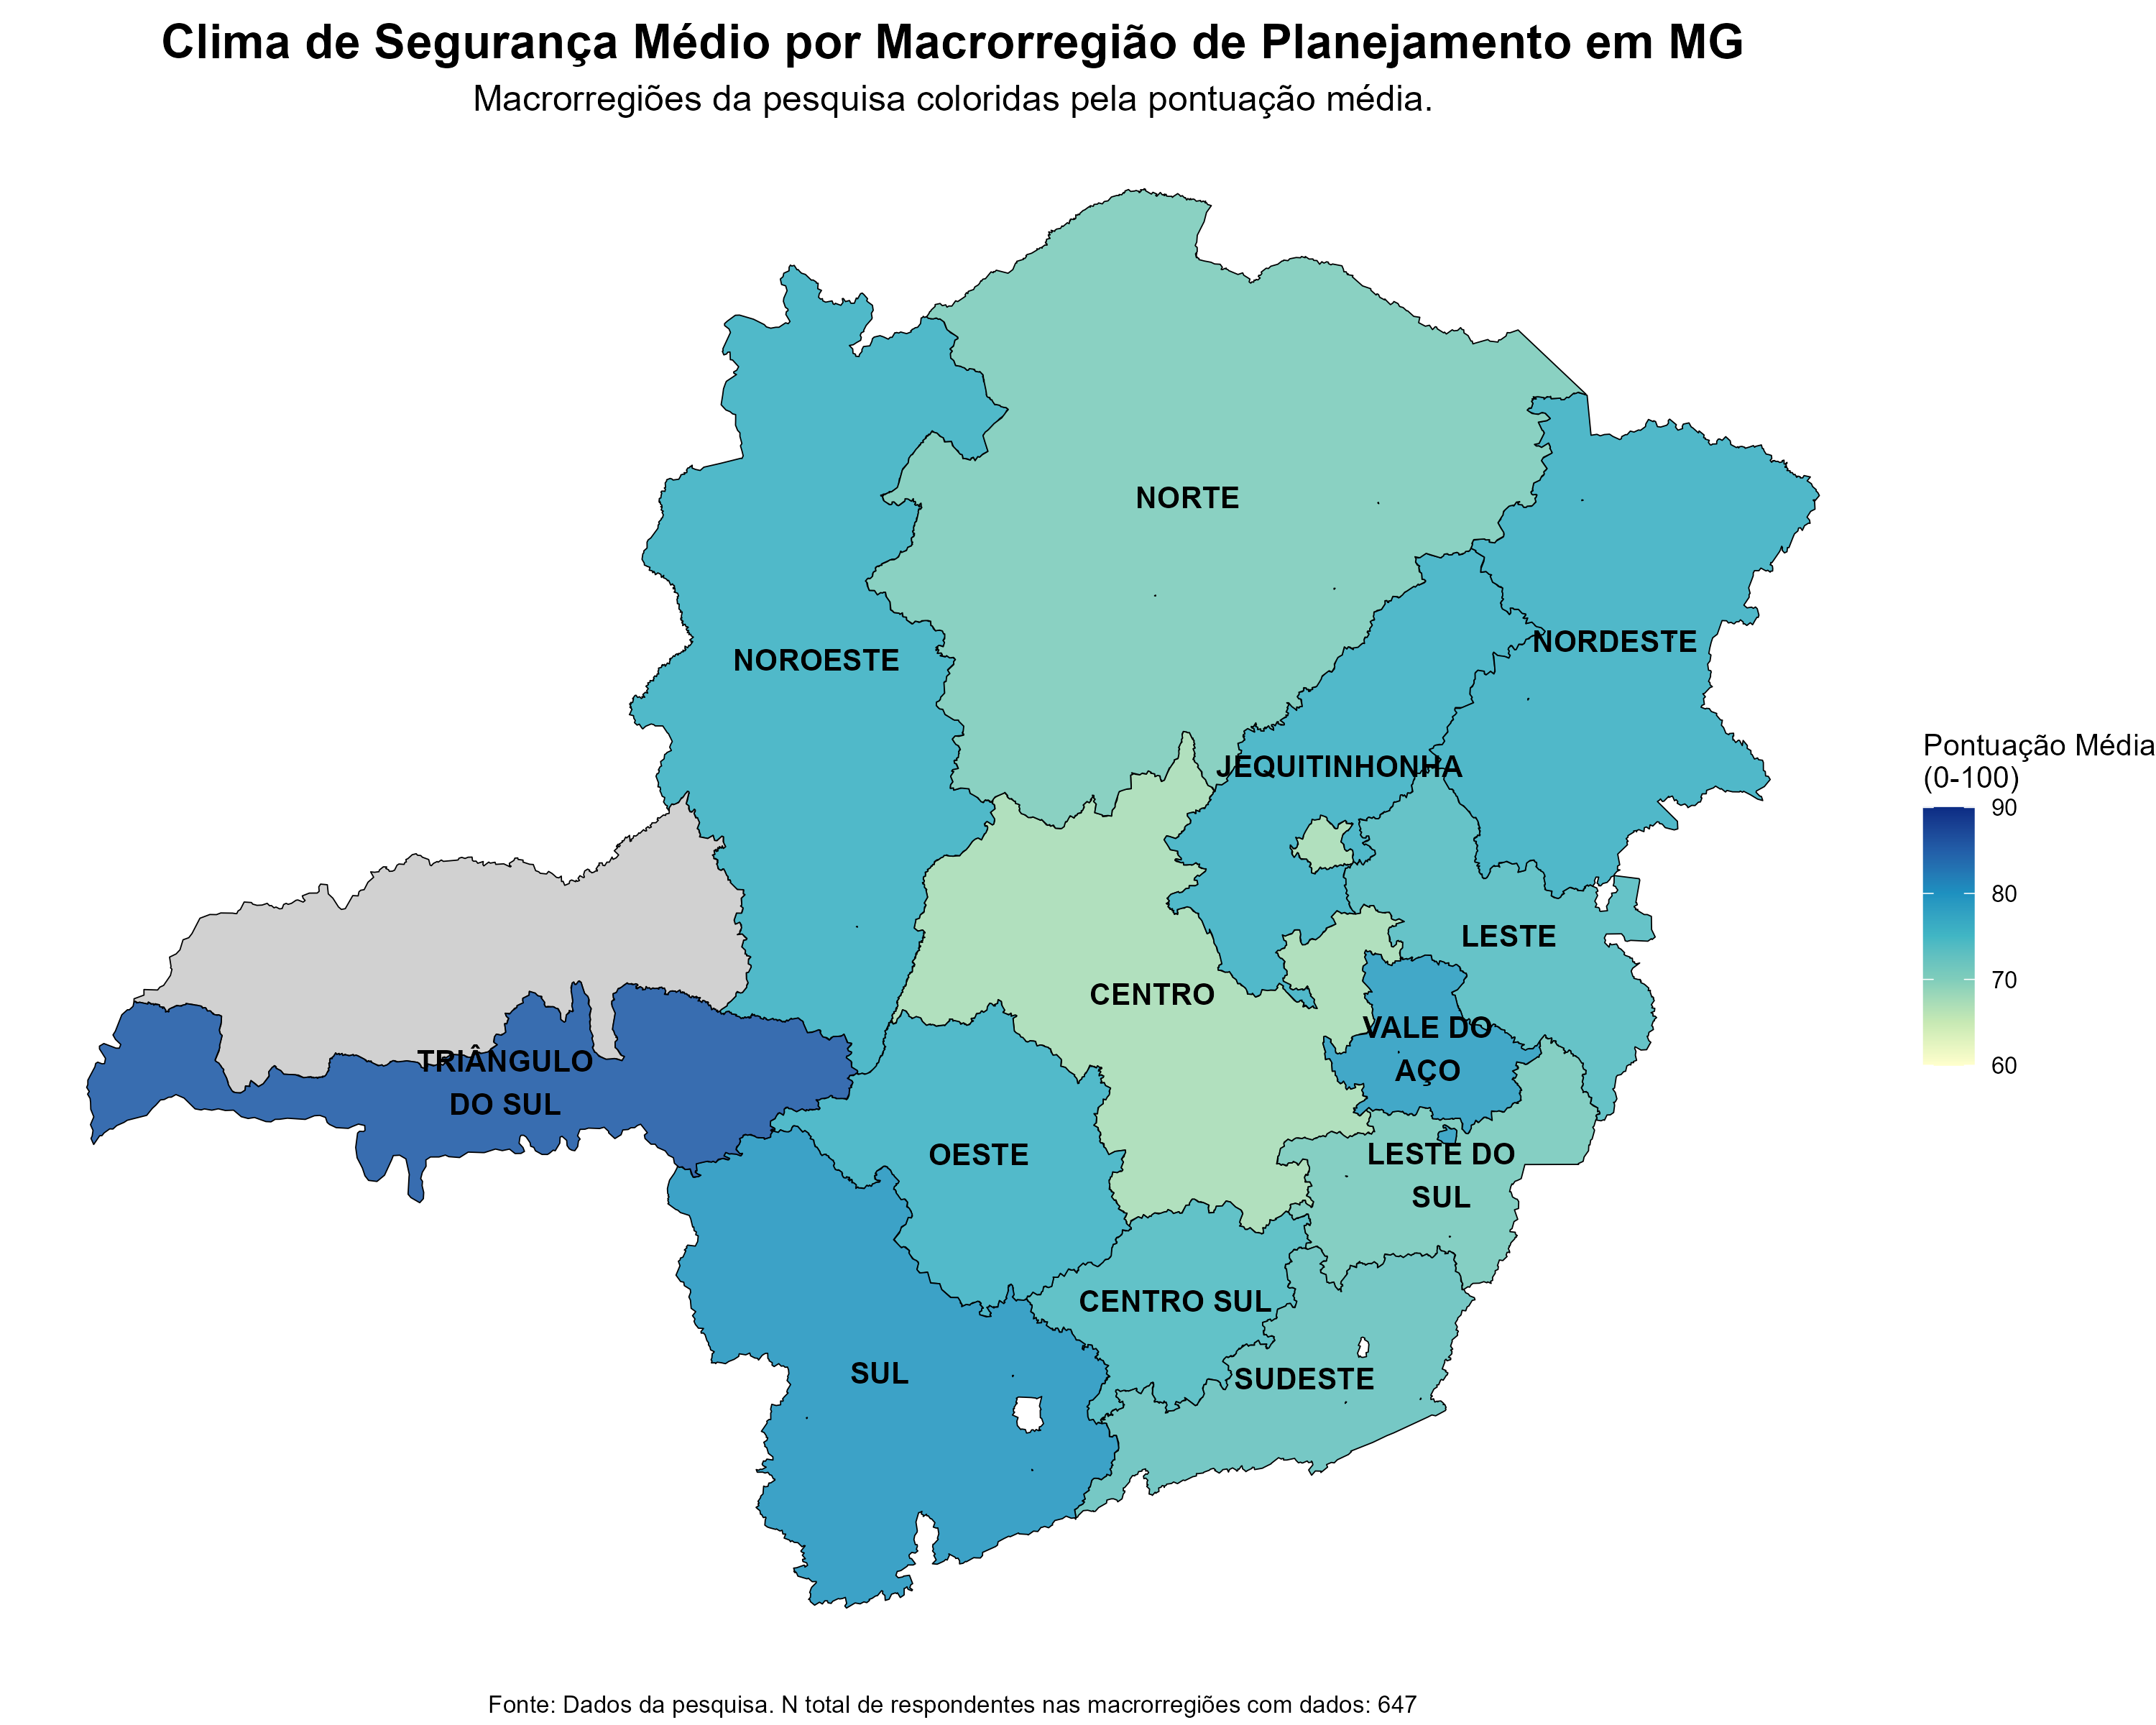 Clima de Segurança Médio por Macrorregião de Planejamento em MG
Macrorregiões da pesquisa coloridas pela pontuação média.
NORTE
NORDESTE
NOROESTE
JEQUITINHONHA
LESTE
CENTRO
VALE DO
AÇO
TRIÂNGULO
DO SUL
OESTE
LESTE DO
SUL
CENTRO SUL
SUL
SUDESTE
Pontuação Média
(0-100)
90
80
70
60
Fonte: Dados da pesquisa. N total de respondentes nas macrorregiões com dados: 647